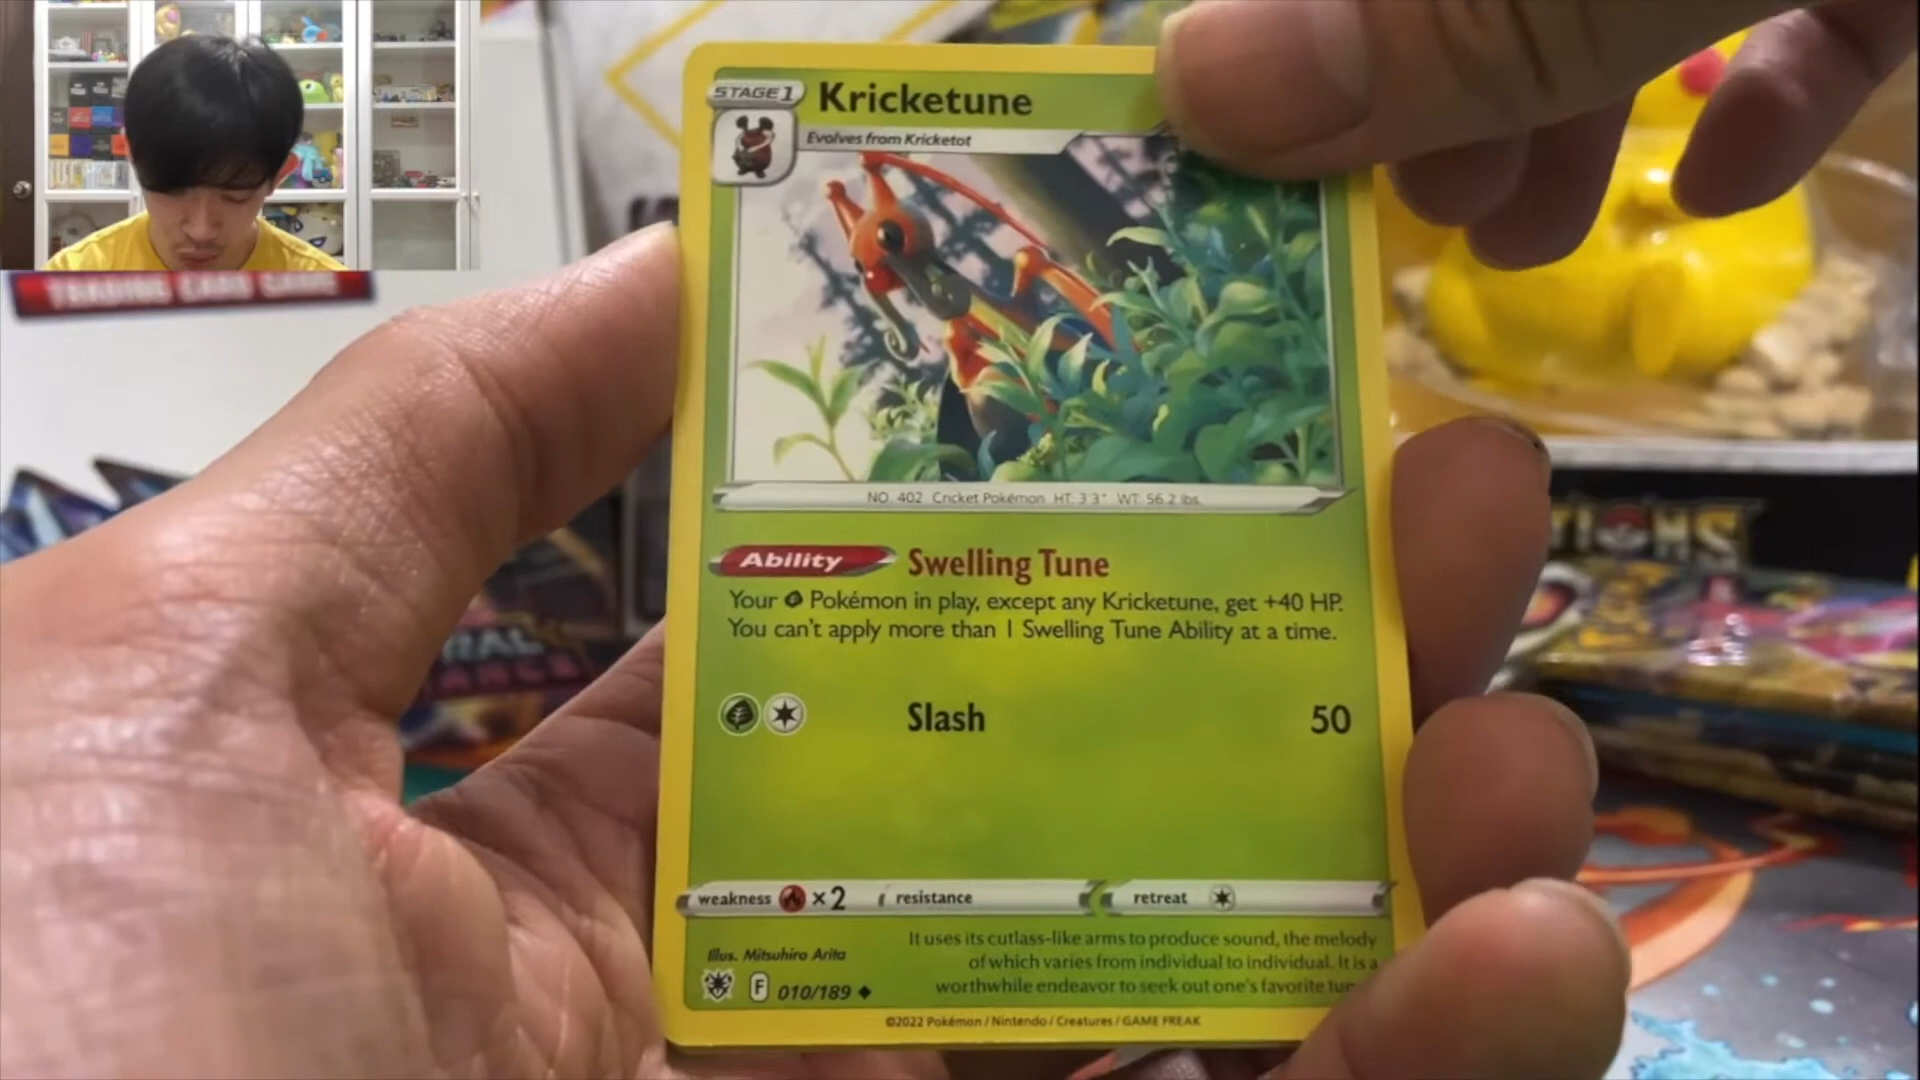 TRADING CARD GAME
STAGE 1
Kricketune
Evolves from Kricketot
NO. 402 Cricket Pokémon HT: 3'3" WT: 56.2 lbs.
Ability Swelling Tune
Your Pokémon in play, except any Kricketune, get +40 HP.
You can't apply more than 1 Swelling Tune Ability at a time.
Slash 50
weakness ×2 resistance retreat
Illus. Mitsuhiro Arita
F 010/189
It uses its cutlass-like arms to produce sound, the melody
of which varies from individual to individual. It is a
worthwhile endeavor to seek out one's favorite
©2022 Pokémon / Nintendo / Creatures / GAME FREAK